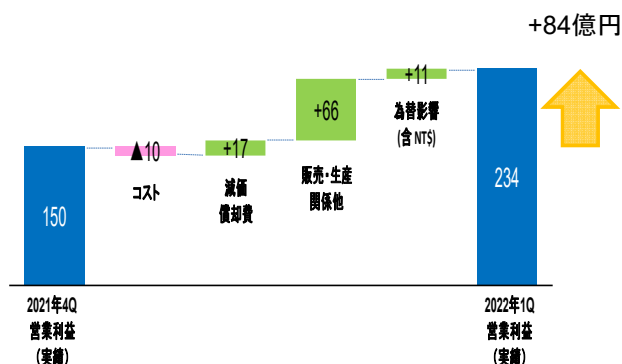 +84億円
+11
為替影響
(含 NT$)
+66
販売・生産
関係他
+17
減価
償却費
▲10
コスト
150
234
2021年4Q
営業利益
(実績)
2022年1Q
営業利益
(実績)